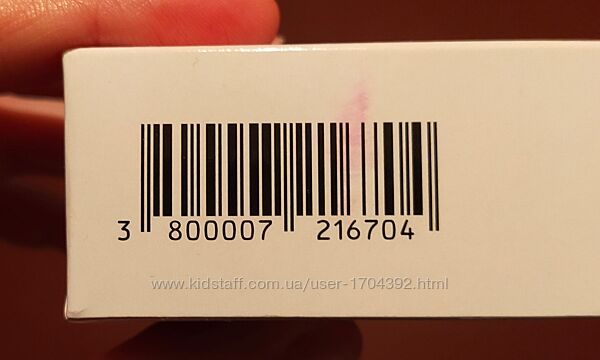 3 800007 216704
www.kidstaff.com.ua/user-1704392.html